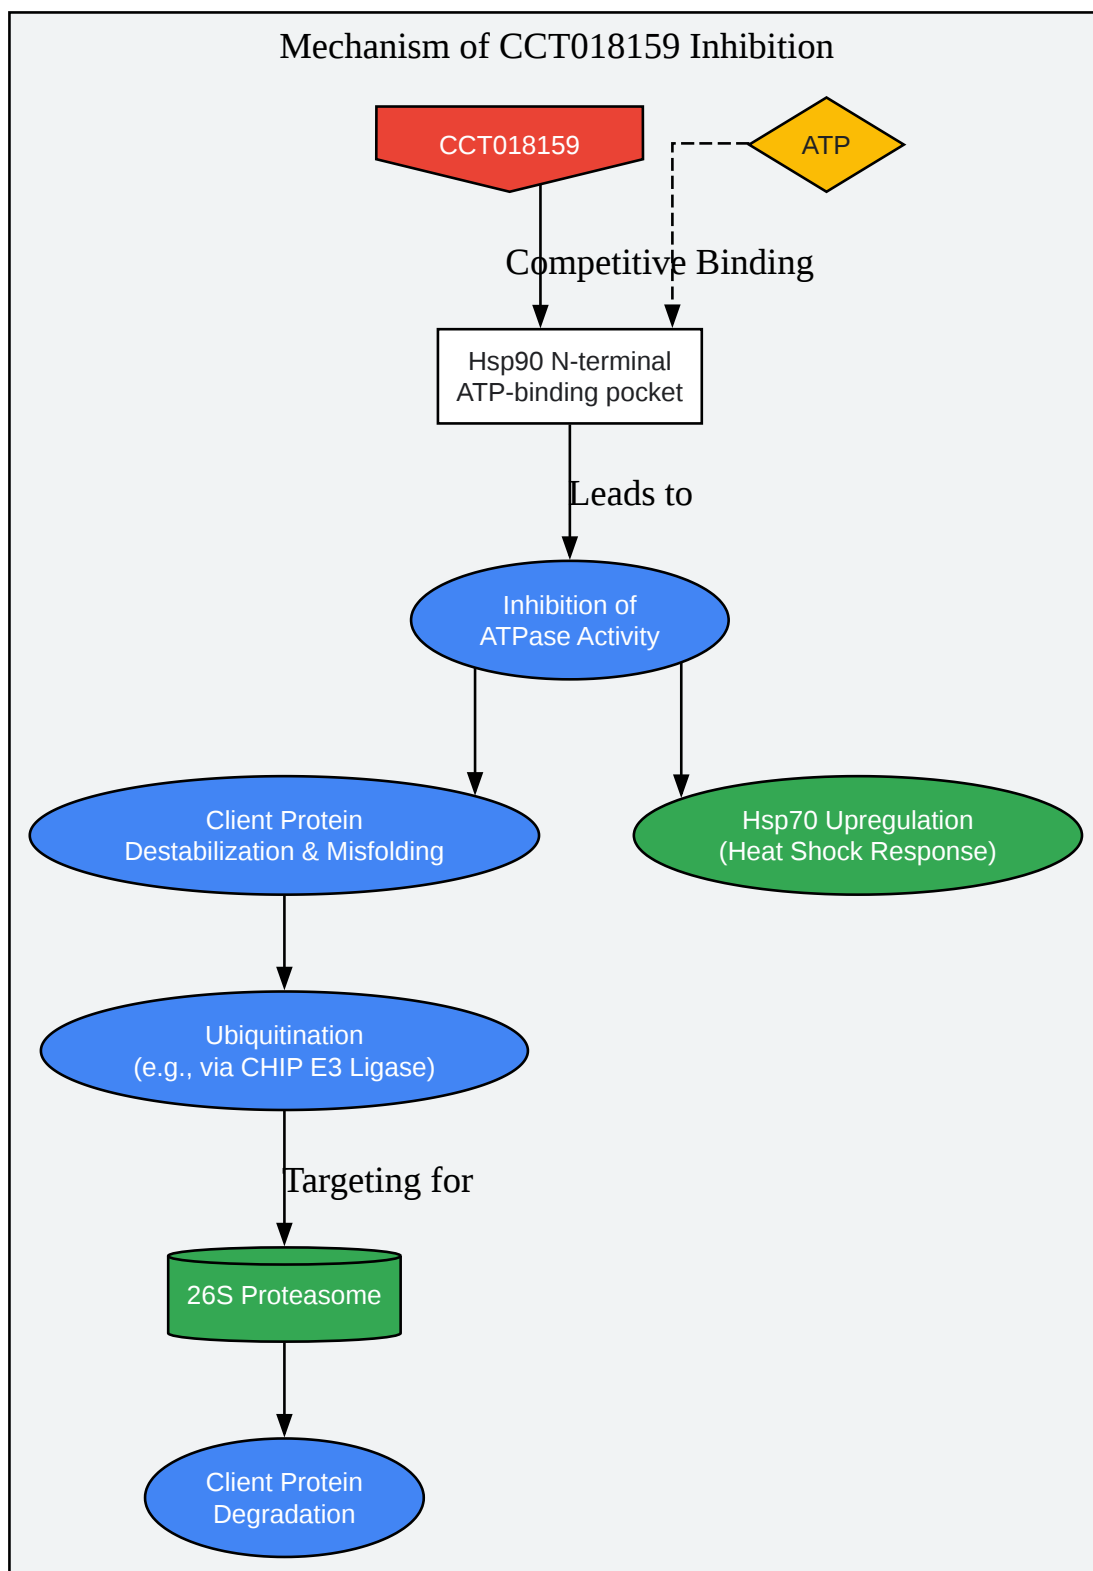 Mechanism of CCT018159 Inhibition
CCT018159
ATP
Competitive Binding
Hsp90 N-terminal
ATP-binding pocket
Leads to
Inhibition of
ATPase Activity
Client Protein
Destabilization & Misfolding
Hsp70 Upregulation
(Heat Shock Response)
Ubiquitination
(e.g., via CHIP E3 Ligase)
Targeting for
26S Proteasome
Client Protein
Degradation